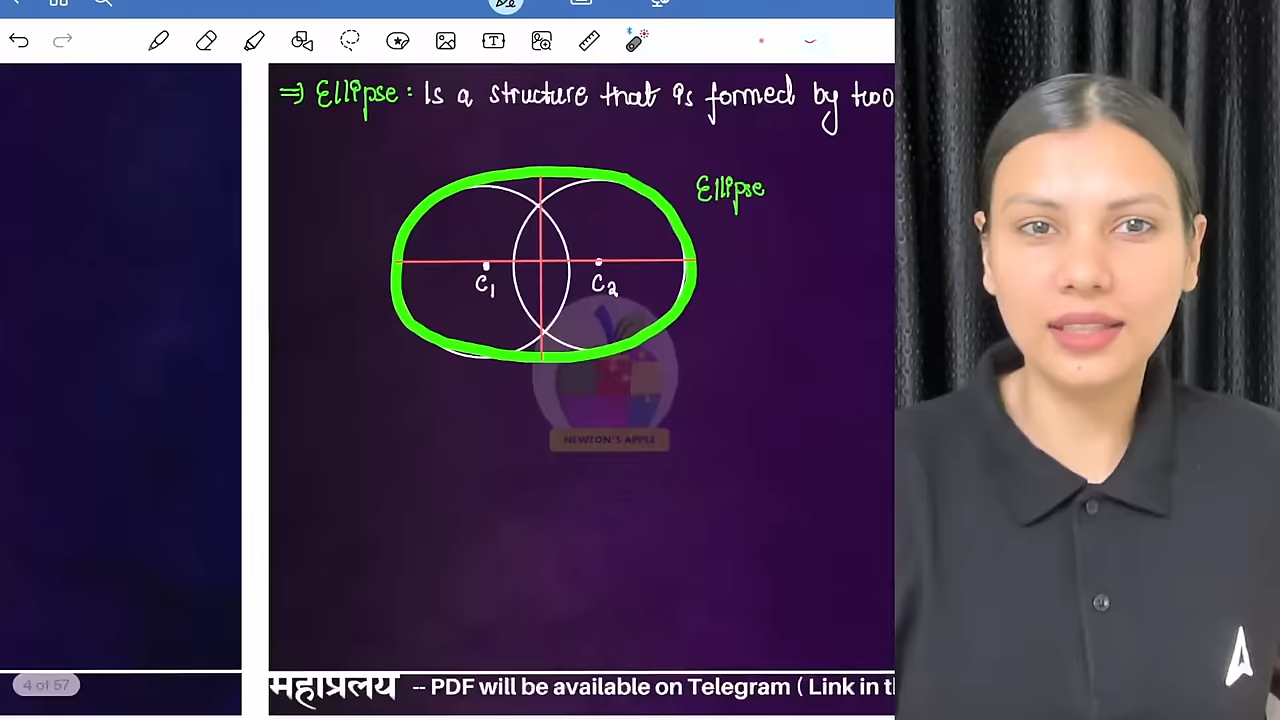 ⇒ Ellipse: Is a structure that is formed by two
Ellipse
C₁ C₂
NEWTON'S APPLE
4 of 57
महाप्रलय -- PDF will be available on Telegram ( Link in t